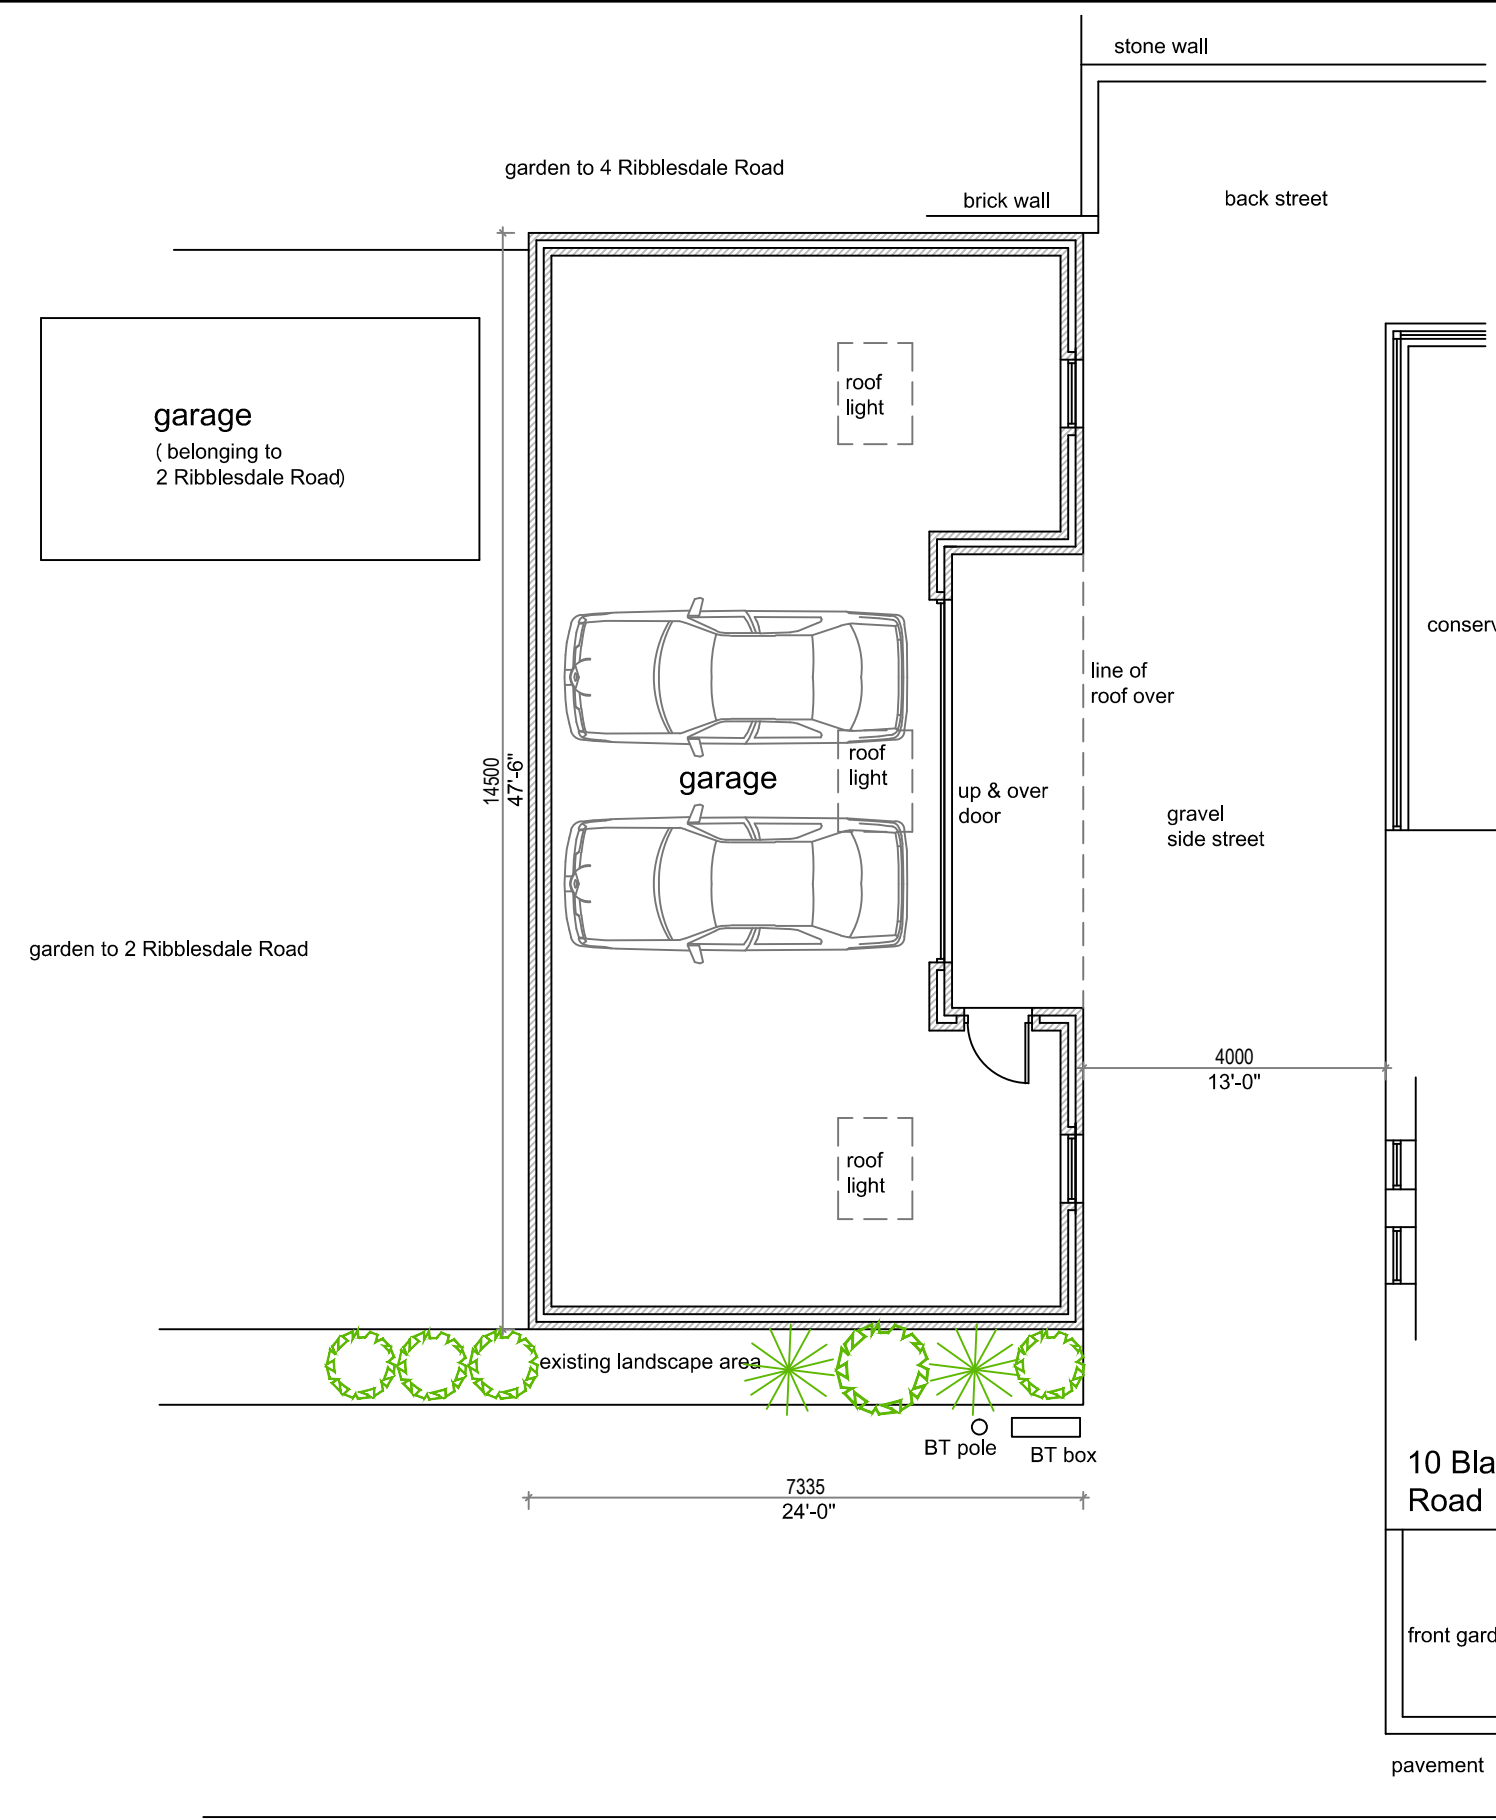 stone wall
garden to 4 Ribblesdale Road
brick wall
back street
roof
light
garage
( belonging to
2 Ribblesdale Road)
conserv
line of
roof over
14500
47'-6"
roof
light
garage
up & over
door
gravel
side street
garden to 2 Ribblesdale Road
4000
13'-0"
roof
light
existing landscape area
BT pole
BT box
10 Bla
Road
7335
24'-0"
front gard
pavement